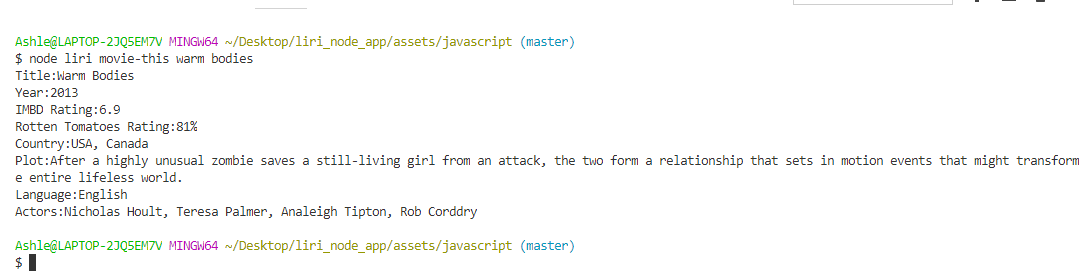 Ashle@LAPTOP-2JQ5EM7V MINGW64 ~/Desktop/liri_node_app/assets/javascript (master)
$ node liri movie-this warm bodies
Title:Warm Bodies
Year:2013
IMBD Rating:6.9
Rotten Tomatoes Rating:81%
Country:USA, Canada
Plot:After a highly unusual zombie saves a still-living girl from an attack, the two form a relationship that sets in motion events that might transform
e entire lifeless world.
Language:English
Actors:Nicholas Hoult, Teresa Palmer, Analeigh Tipton, Rob Corddry
Ashle@LAPTOP-2JQ5EM7V MINGW64 ~/Desktop/liri_node_app/assets/javascript (master)
$